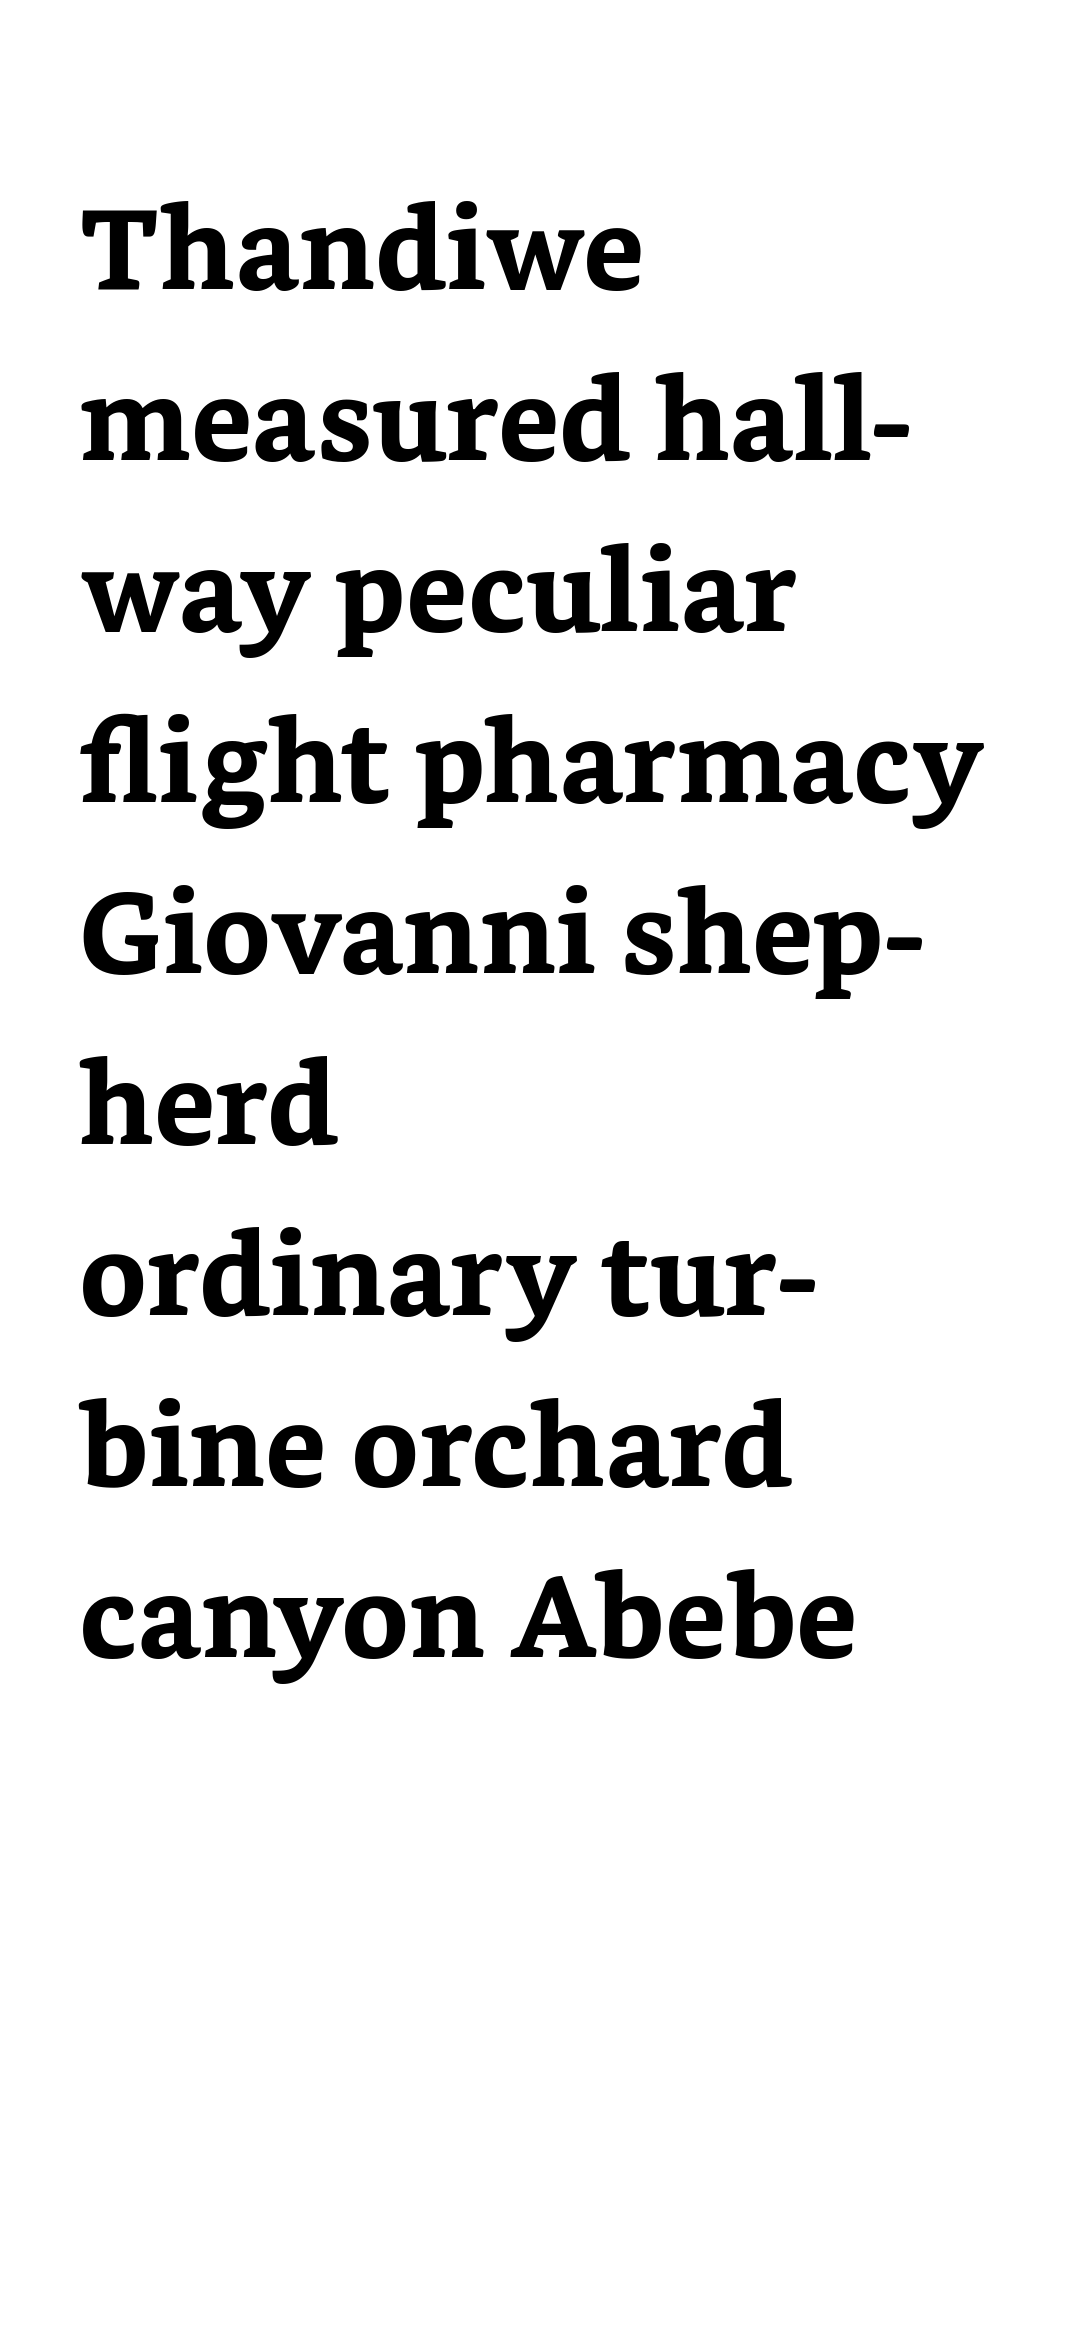 Thandiwe
measured hall-
way peculiar
flight pharmacy
Giovanni shep-
herd
ordinary tur-
bine orchard
canyon Abebe